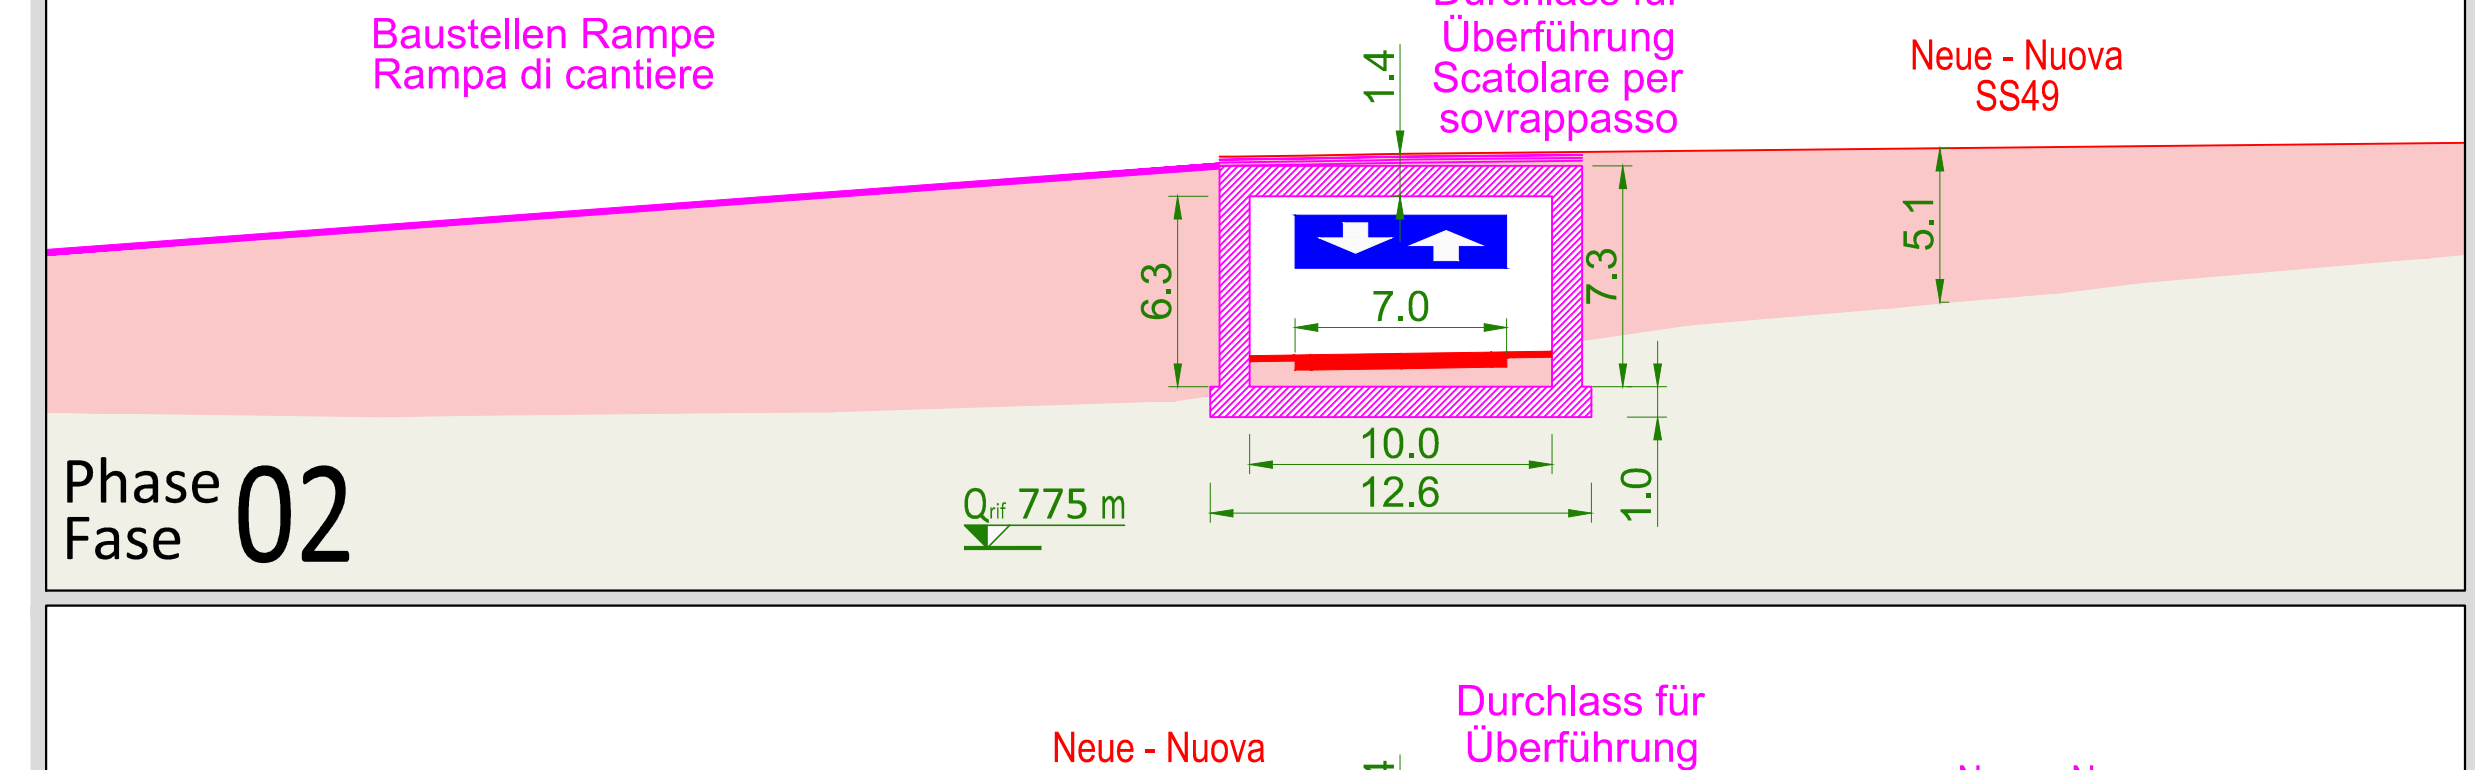 Baustellen Rampe
Rampa di cantiere
Durchlass für
Überführung
Scatolare per
sovrappasso
1.4
Neue - Nuova
SS49
6.3
7.0
7.3
5.1
10.0
12.6
1.0
Phase
Fase
02
Qrif 775 m
Durchlass für
Überführung
Neue - Nuova